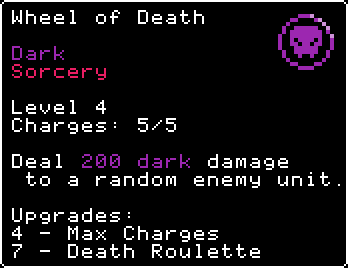 Wheel of Death
Dark
Sorcery
Level 4
Charges: 5/5
Deal 200 dark damage
to a random enemy unit.
Upgrades:
4 - Max Charges
7 - Death Roulette